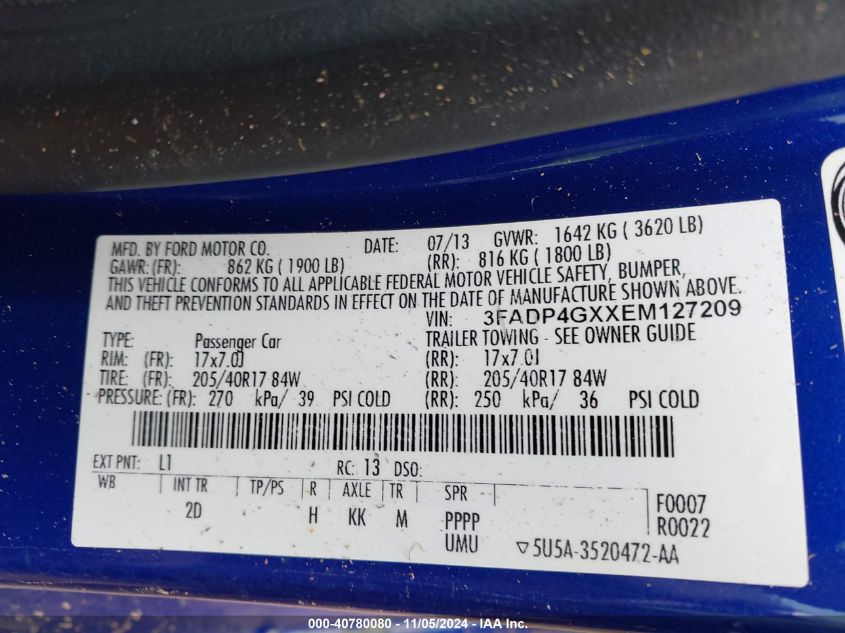 MFD. BY FORD MOTOR CO. DATE: 07/13 GVWR: 1642 KG ( 3620 LB)
GAWR: (FR): 862 KG ( 1900 LB) (RR): 816 KG ( 1800 LB)
THIS VEHICLE CONFORMS TO ALL APPLICABLE FEDERAL MOTOR VEHICLE SAFETY, BUMPER,
AND THEFT PREVENTION STANDARDS IN EFFECT ON THE DATE OF MANUFACTURE SHOWN ABOVE.
VIN: 3FADP4GXXEM127209
TYPE: Passenger Car TRAILER TOWING - SEE OWNER GUIDE
RIM: (FR): 17x7.0J (RR): 17x7.0J
TIRE: (FR): 205/40R17 84W (RR): 205/40R17 84W
PRESSURE: (FR): 270 kPa/ 39 PSI COLD (RR): 250 kPa/ 36 PSI COLD
EXT PNT: L1 RC: 13 DSO:
WB INT TR TP/PS R AXLE TR SPR F0007
2D H KK M PPPP R0022
UMU ▽5U5A-3520472-AA
000-40780080 - 11/05/2024 - IAA Inc.